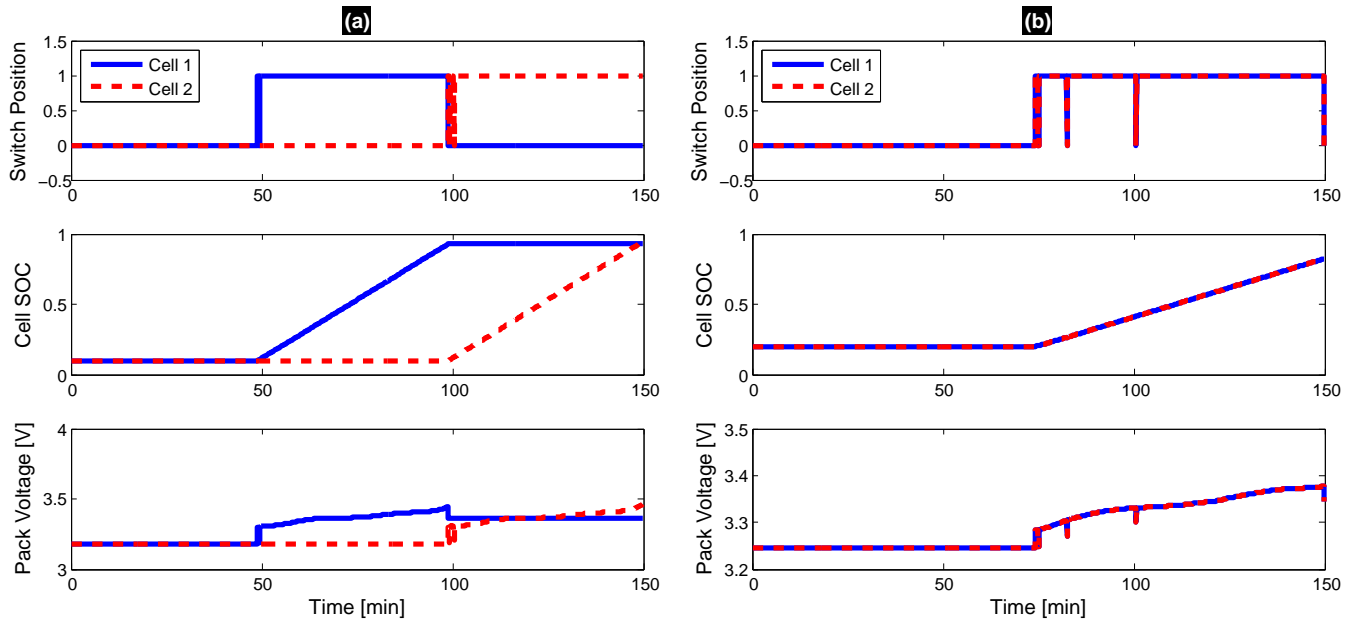 (a)
1.5
1
0.5
0
−0.5
Switch Position
Cell 1
Cell 2
0 50 100 150
1
0.5
0
Cell SOC
0 50 100 150
4
3.5
3
Pack Voltage [V]
0 50 100 150
Time [min]
(b)
1.5
1
0.5
0
−0.5
Switch Position
Cell 1
Cell 2
0 50 100 150
1
0.5
0
Cell SOC
0 50 100 150
3.5
3.4
3.3
3.2
Pack Voltage [V]
0 50 100 150
Time [min]